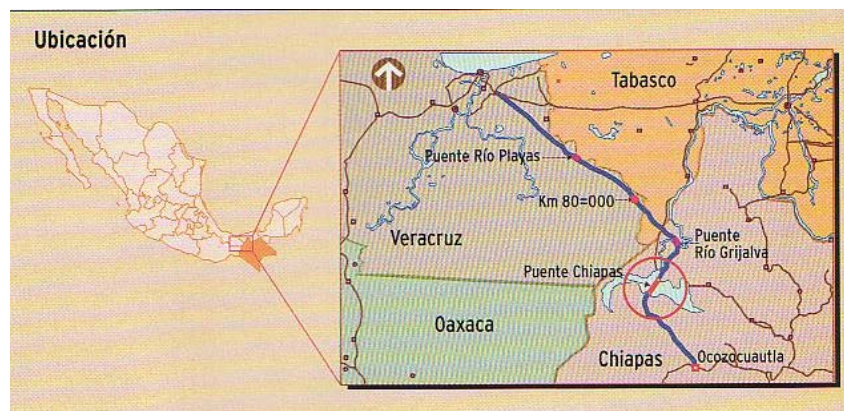 Ubicación
Tabasco
Puente Río Playas
Km 80=000
Veracruz
Puente
Río Grijalva
Puente Chiapas
Oaxaca
Chiapas
Ocozocuautla